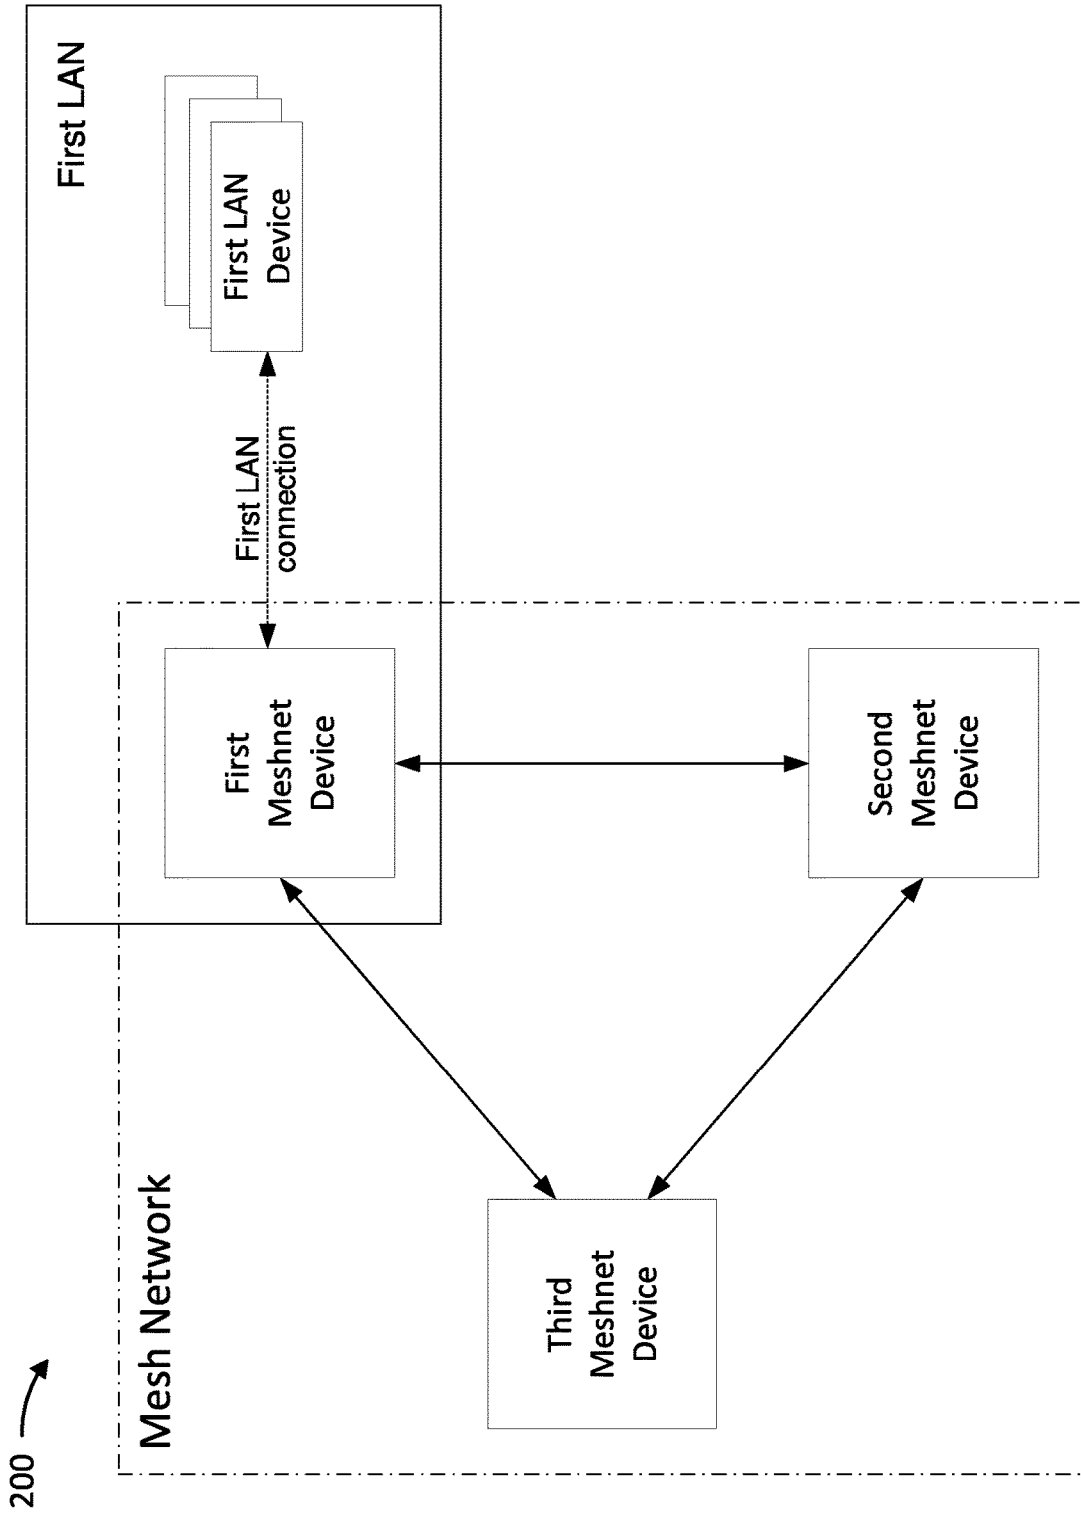 200
Mesh Network
First LAN
First
Meshnet
Device
First LAN
connection
First LAN
Device
Third
Meshnet
Device
Second
Meshnet
Device